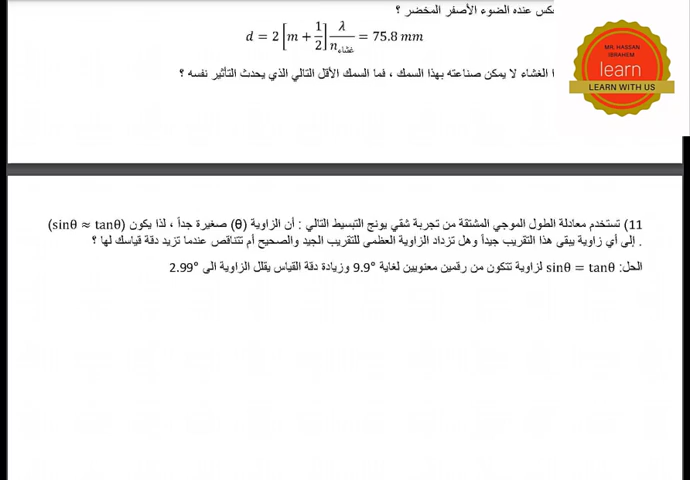 كس عنده الضوء الأصفر المخضر ؟
d = 2 [m + 1/2] λ/n غشاء = 75.8 mm
ا الغشاء لا يمكن صناعته بهذا السمك ، فما السمك الأقل التالي الذي يحدث التأثير نفسه ؟
MR. HASSAN
IBRAHEM
learn
LEARN WITH US
11) تستخدم معادلة الطول الموجي المشتقة من تجربة شقي يونج التبسيط التالي : أن الزاوية (θ) صغيرة جداً ، لذا يكون (sinθ ≈ tanθ)
. إلى أي زاوية يبقى هذا التقريب جيداً وهل تزداد الزاوية العظمى للتقريب الجيد والصحيح أم تتناقص عندما تزيد دقة قياسك لها ؟
الحل: sinθ = tanθ لزاوية تتكون من رقمين معنويين لغاية 9.9° وزيادة دقة القياس يقلل الزاوية الى 2.99°